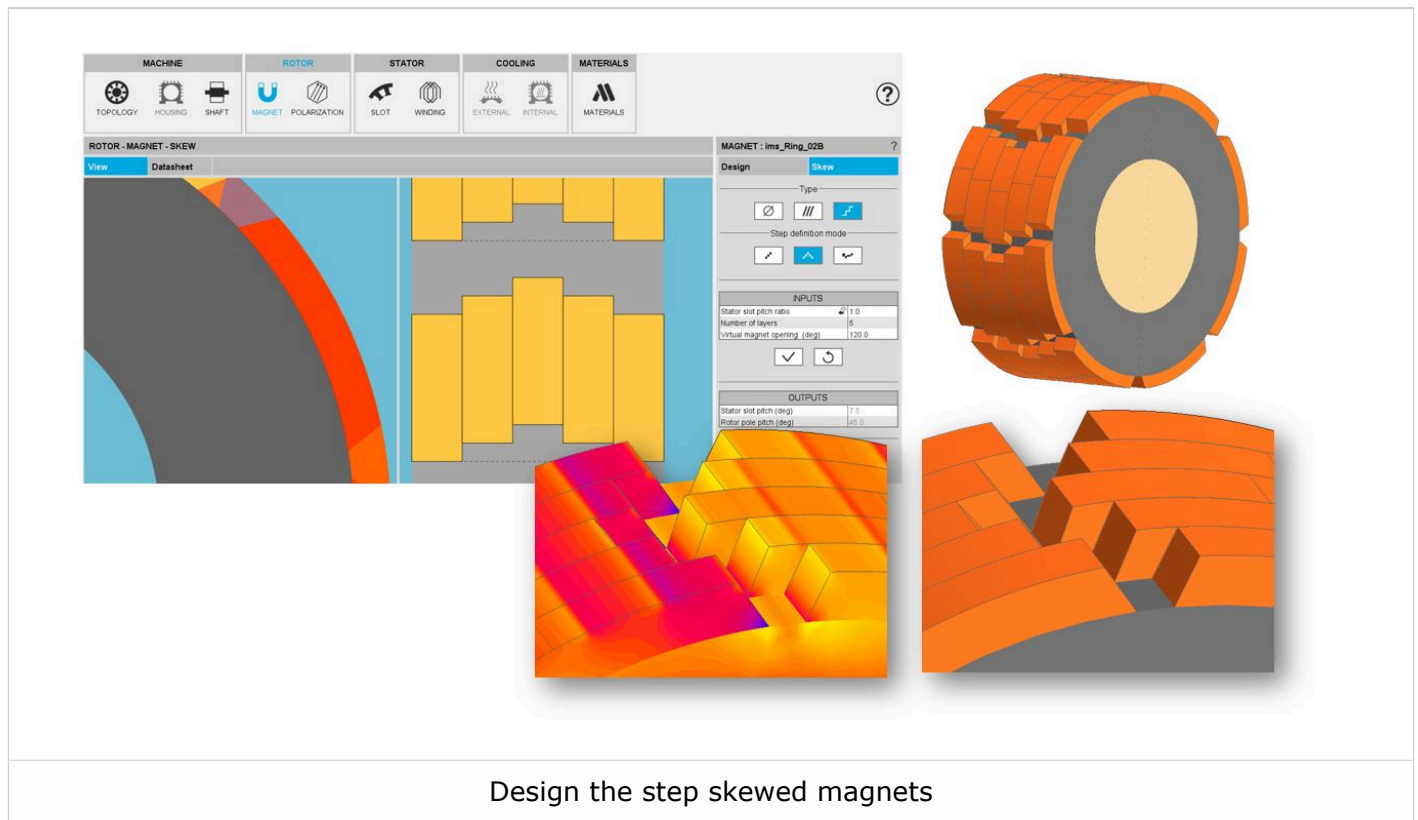 MACHINE ROTOR STATOR COOLING MATERIALS
TOPOLOGY HOUSING SHAFT MAGNET POLARIZATION SLOT WINDING EXTERNAL INTERNAL MATERIALS
?
ROTOR - MAGNET - SKEW
View Datasheet
MAGNET : ims_Ring_02B ?
Design Skew
Type
Step definition mode
INPUTS
Stator slot pitch ratio 1.0
Number of layers 5
Virtual magnet opening (deg) 120.0
OUTPUTS
Stator slot pitch (deg) 7.5
Rotor pole pitch (deg) 45.0
Design the step skewed magnets